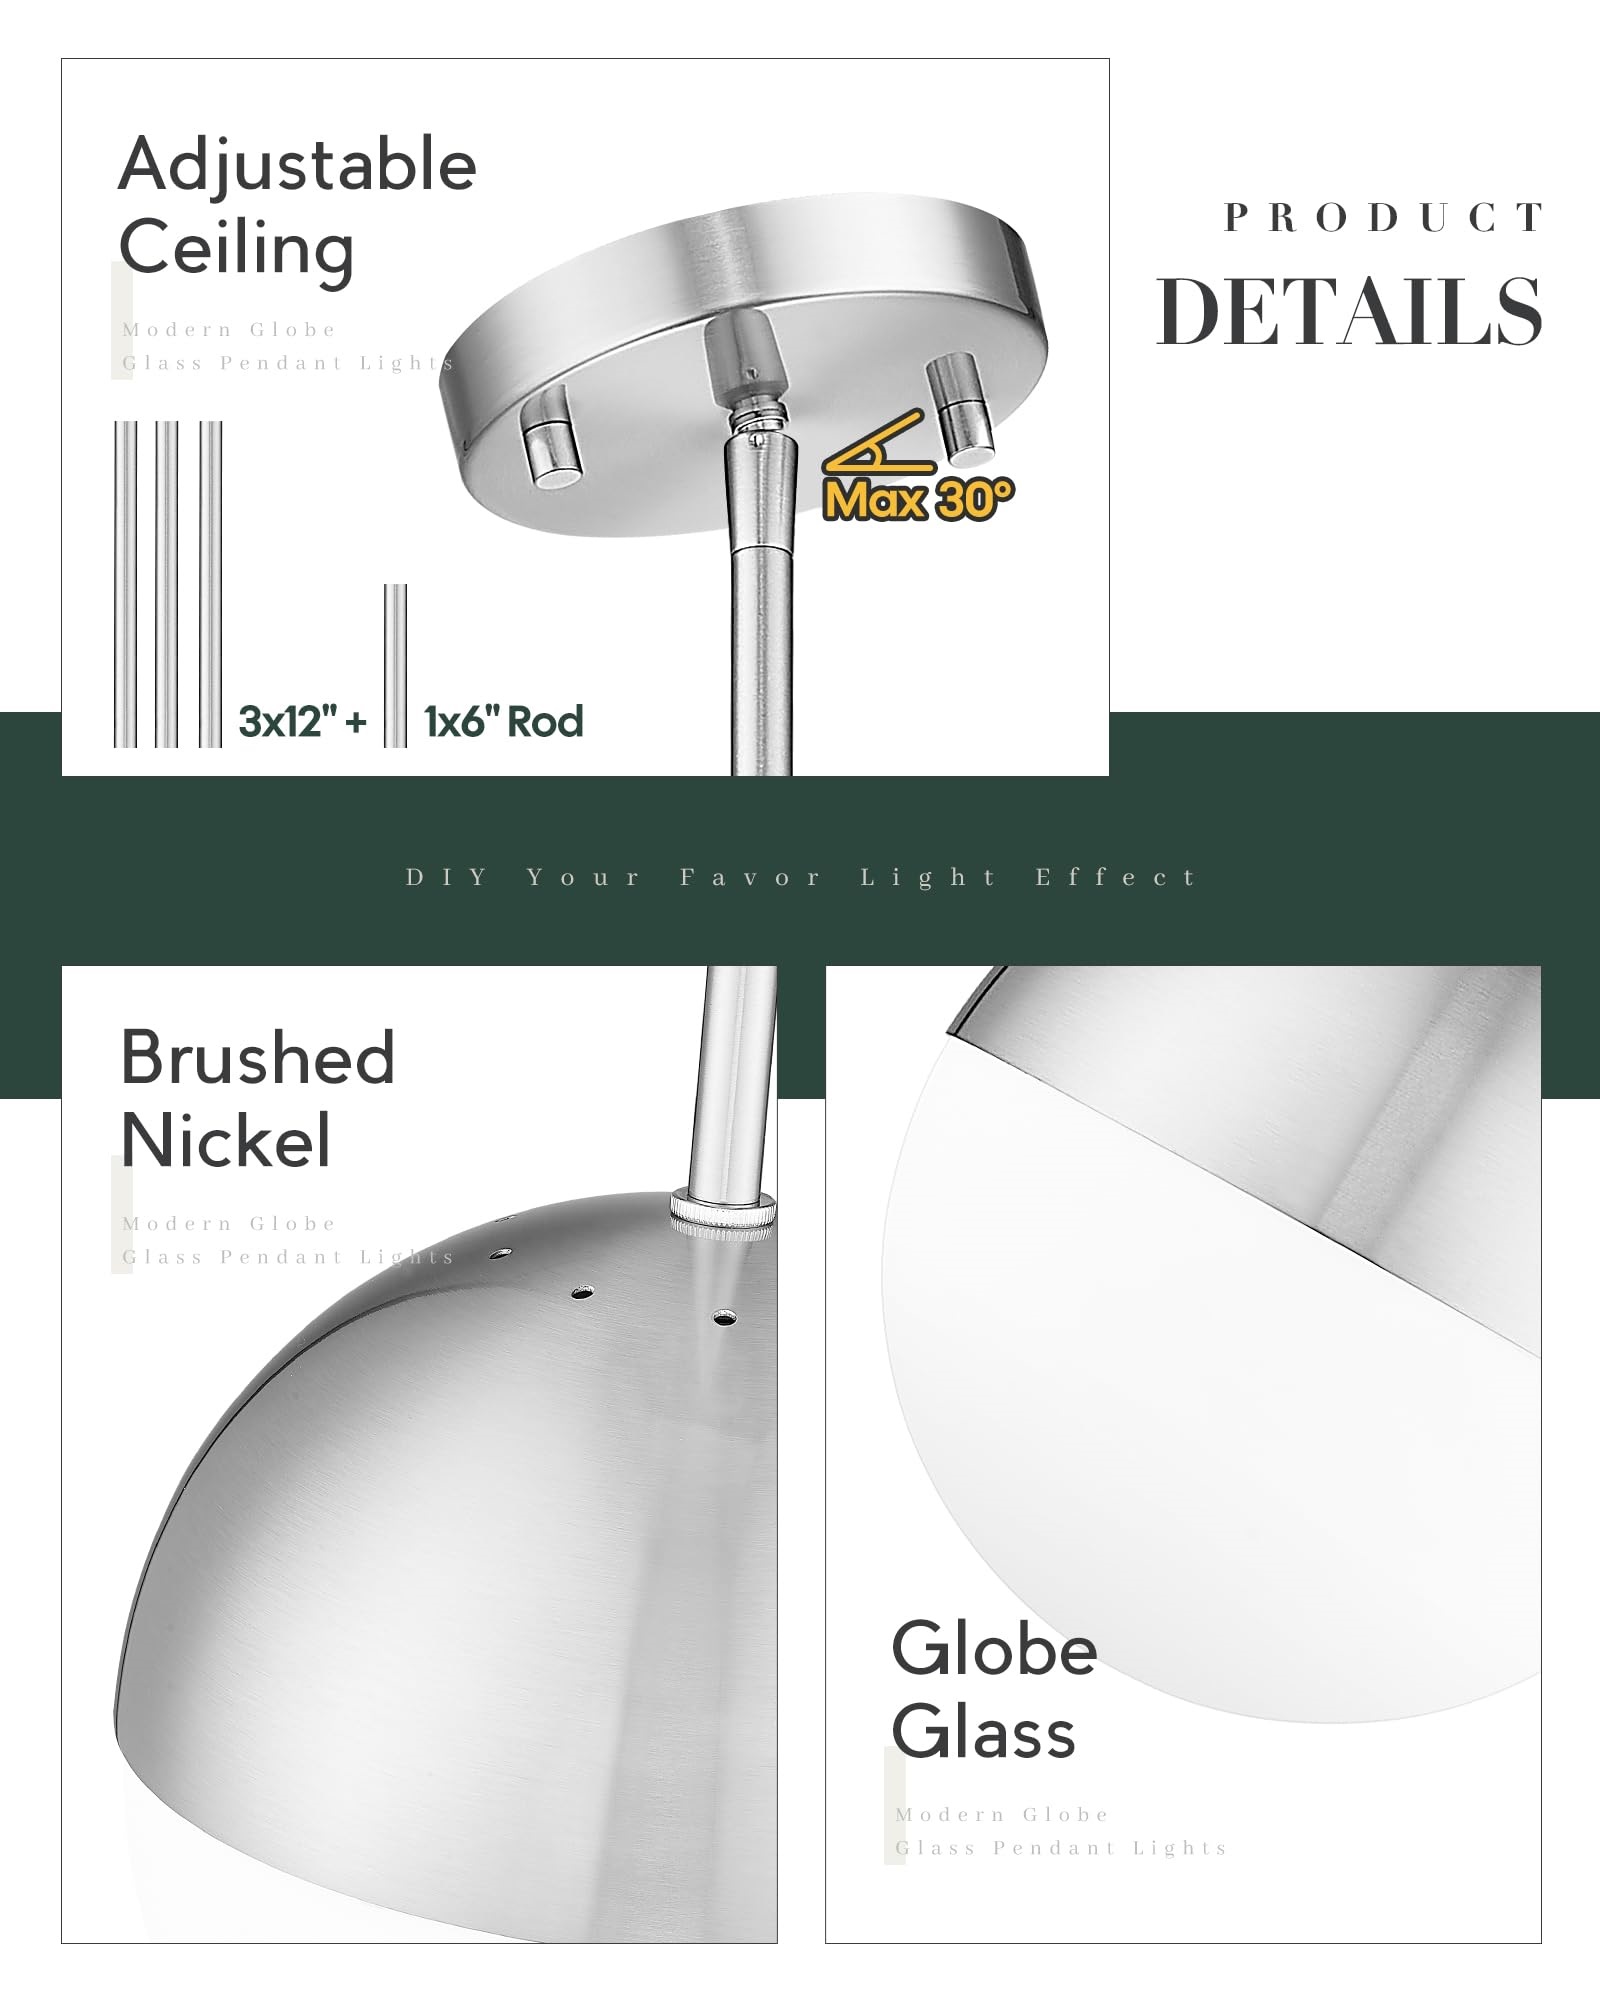 Adjustable
Ceiling
Modern Globe
Glass Pendant Lights
Max 30°
3x12" + 1x6" Rod
PRODUCT
DETAILS
DIY Your Favor Light Effect
Brushed
Nickel
Modern Globe
Glass Pendant Lights
Globe
Glass
Modern Globe
Glass Pendant Lights